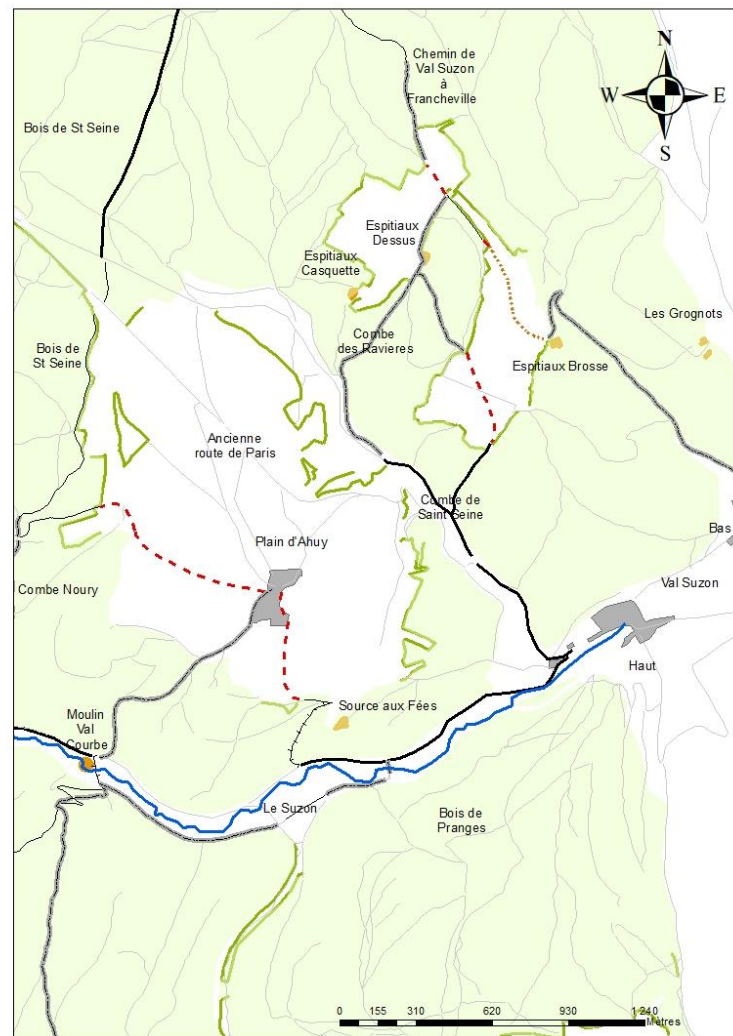 N
W
E
S
Chemin de
Val Suzon
à
Francheville
Bois de St Seine
Espitiaux
Dessus
Espitiaux
Casquette
Les Grognots
Combe
des Ravieres
Bois de
St Seine
Espitiaux Brosse
Ancienne
route de Paris
Combe de
Saint Seine
Bas
Plain d'Ahuy
Val Suzon
Combe Noury
Haut
Moulin
Val
Courbe
Source aux Fées
Le Suzon
Bois de
Pranges
0 155 310 620 930 1 240
Mètres